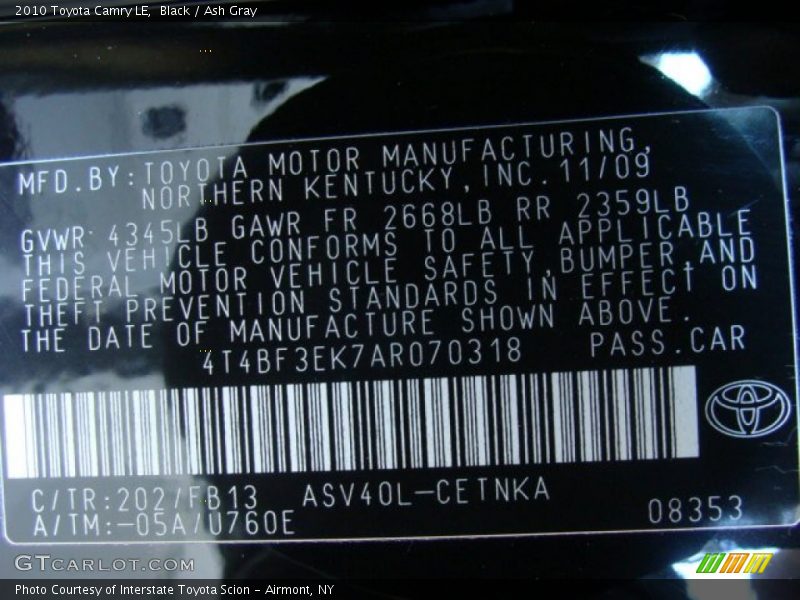 2010 Toyota Camry LE, Black / Ash Gray
MFD.BY:TOYOTA MOTOR MANUFACTURING,
NORTHERN KENTUCKY,INC.11/09
GVWR 4345LB GAWR FR 2668LB RR 2359LB
THIS VEHICLE CONFORMS TO ALL APPLICABLE
FEDERAL MOTOR VEHICLE SAFETY,BUMPER,AND
THEFT PREVENTION STANDARDS IN EFFECT ON
THE DATE OF MANUFACTURE SHOWN ABOVE.
4T4BF3EK7AR070318 PASS.CAR
C/TR:202/FB13 ASV40L-CETNKA
A/TM:-05A/U760E 08353
GTCARLOT.COM
Photo Courtesy of Interstate Toyota Scion - Airmont, NY